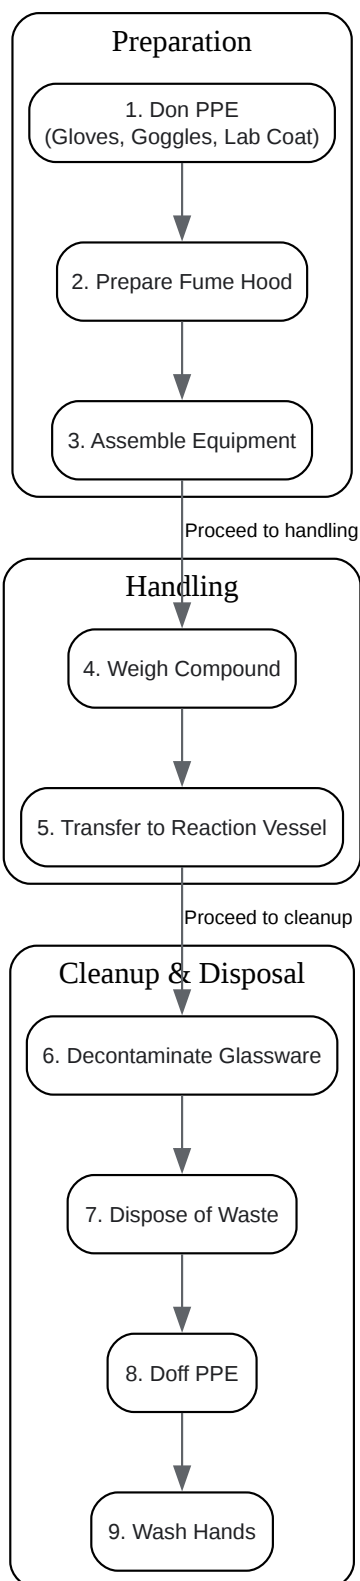 Preparation
1. Don PPE
(Gloves, Goggles, Lab Coat)
2. Prepare Fume Hood
3. Assemble Equipment
Proceed to handling
Handling
4. Weigh Compound
5. Transfer to Reaction Vessel
Proceed to cleanup
Cleanup & Disposal
6. Decontaminate Glassware
7. Dispose of Waste
8. Doff PPE
9. Wash Hands